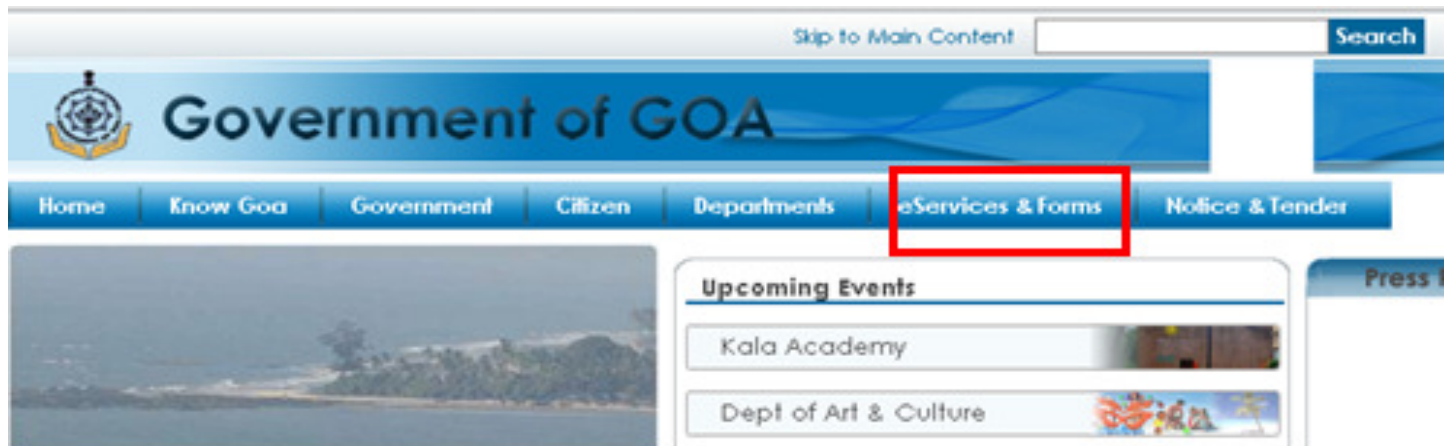 Skip to Main Content Search
Government of GOA
Home Know Goa Government Citizen Departments eServices & Forms Notice & Tender
Upcoming Events
Press
Kala Academy
Dept of Art & Culture